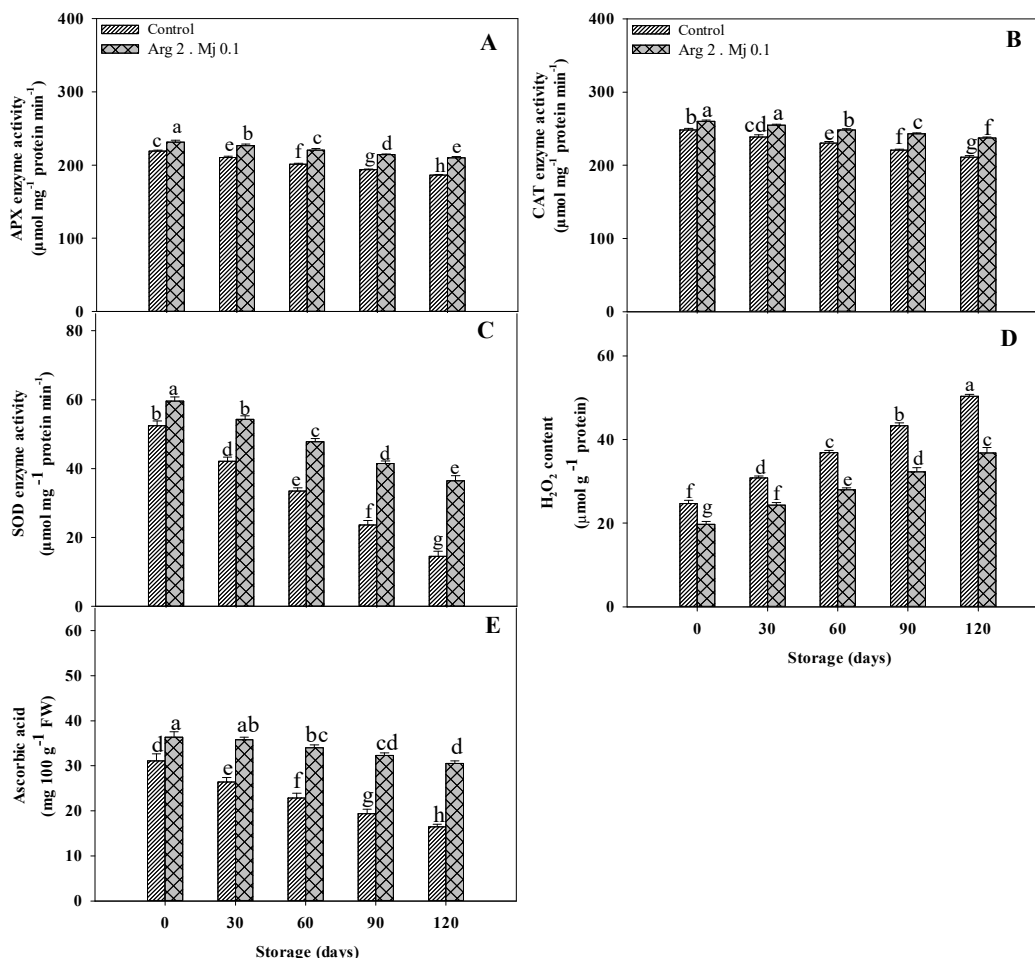 Control
Arg 2 . Mj 0.1
A
APX enzyme activity
(μmol mg⁻¹ protein min⁻¹)
400
300
200
100
0
c a e b f c g d h e
Control
Arg 2 . Mj 0.1
B
CAT enzyme activity
(μmol mg⁻¹ protein min⁻¹)
400
300
200
100
0
b a cd a e b f c g f
C
SOD enzyme activity
(μmol mg⁻¹ protein min⁻¹)
80
60
40
20
0
b a d b f c f d g e
D
H₂O₂ content
(μmol g⁻¹ protein)
60
40
20
0
f g d f c e b d a c
0 30 60 90 120
Storage (days)
E
Ascorbic acid
(mg 100 g⁻¹ FW)
60
50
40
30
20
10
0
d a e ab f bc g cd h d
0 30 60 90 120
Storage (days)